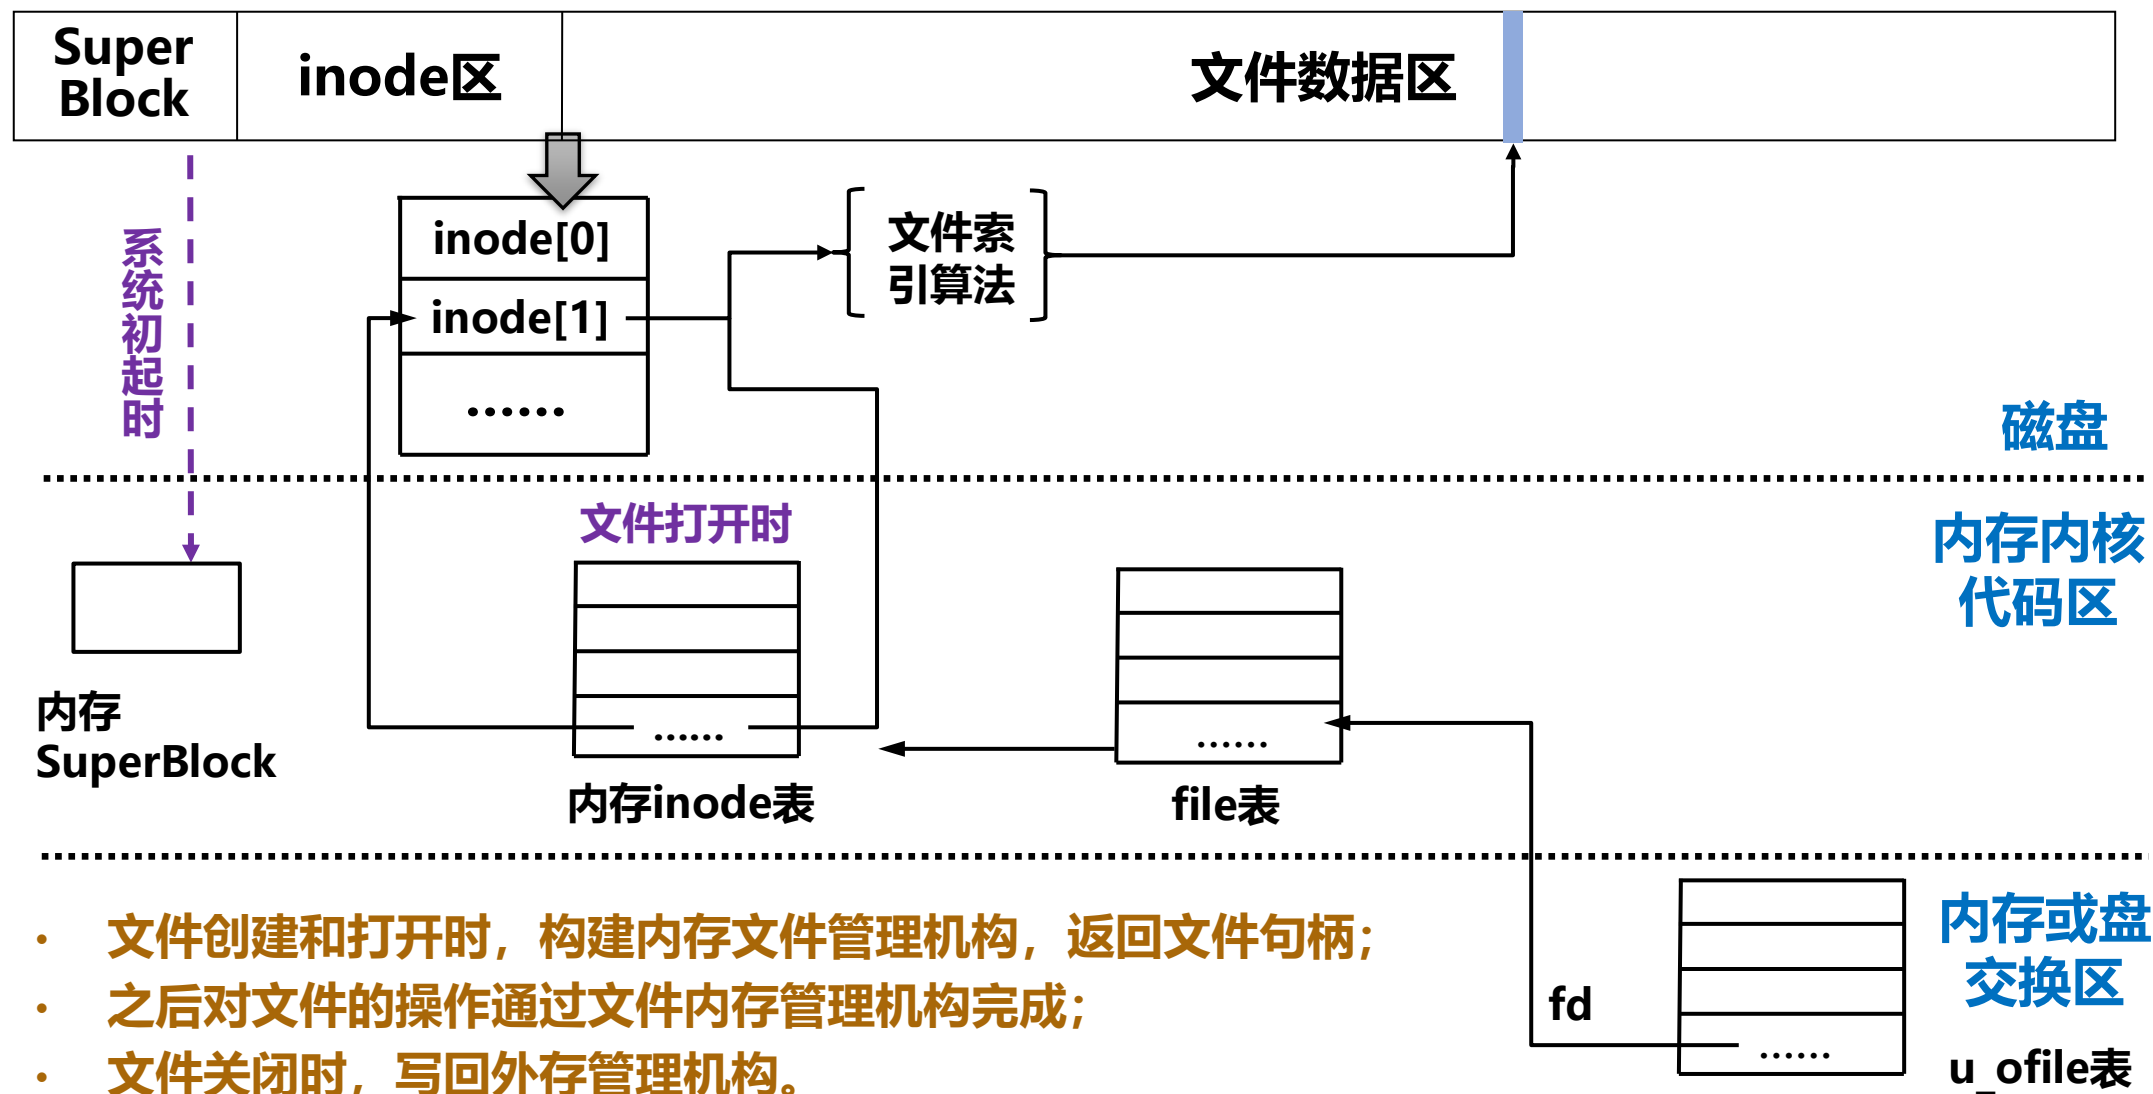 Super
Block
inode区
文件数据区
系统初起时
inode[0]
inode[1]
......
文件索
引算法
磁盘
文件打开时
内存内核
代码区
内存
SuperBlock
......
内存inode表
......
file表
• 文件创建和打开时，构建内存文件管理机构，返回文件句柄；
• 之后对文件的操作通过文件内存管理机构完成；
• 文件关闭时，写回外存管理机构。
fd
......
内存或盘
交换区
u_ofile表